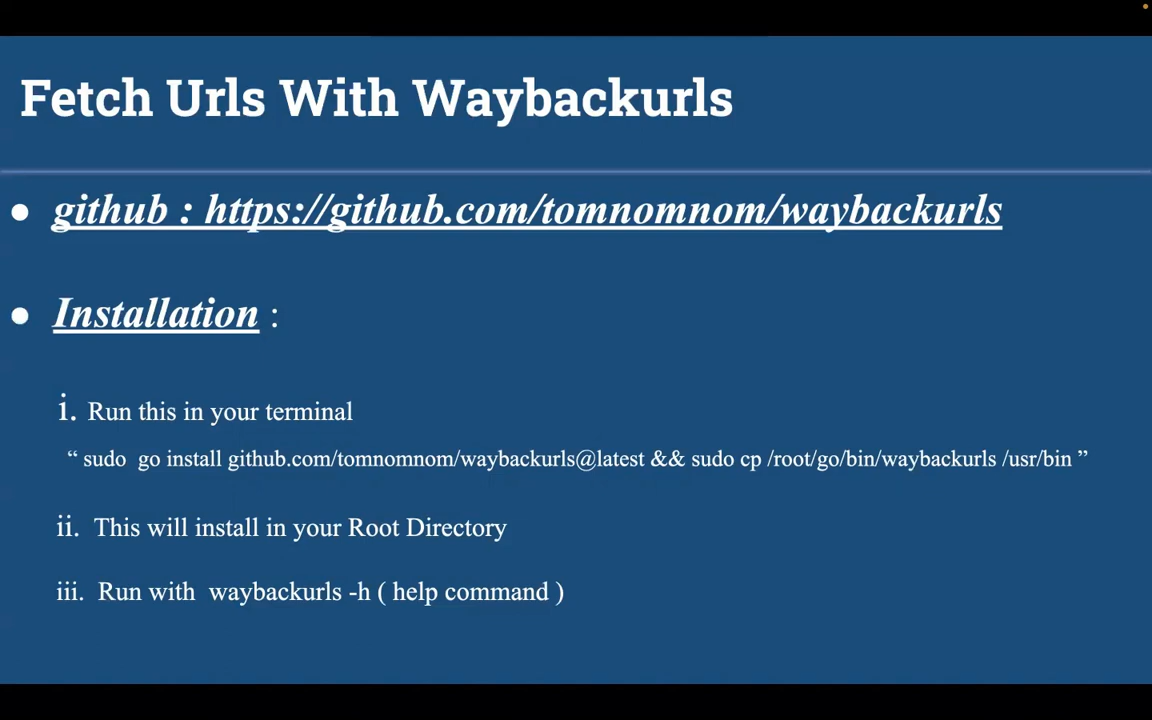 Fetch Urls With Waybackurls
● github : https://github.com/tomnomnom/waybackurls
● Installation :
i. Run this in your terminal
“ sudo go install github.com/tomnomnom/waybackurls@latest && sudo cp /root/go/bin/waybackurls /usr/bin ”
ii. This will install in your Root Directory
iii. Run with waybackurls -h ( help command )